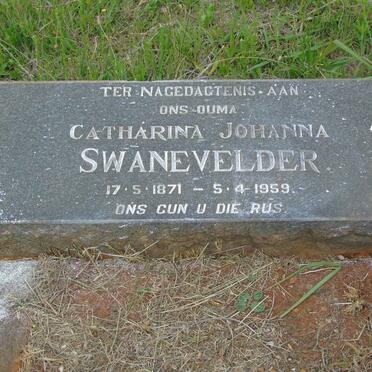 TER NAGEDAGTENIS AAN
ONS OUMA
CATHARINA JOHANNA
SWANEVELDER
17·5·1871 – 5·4·1959
ONS GUN U DIE RUS.